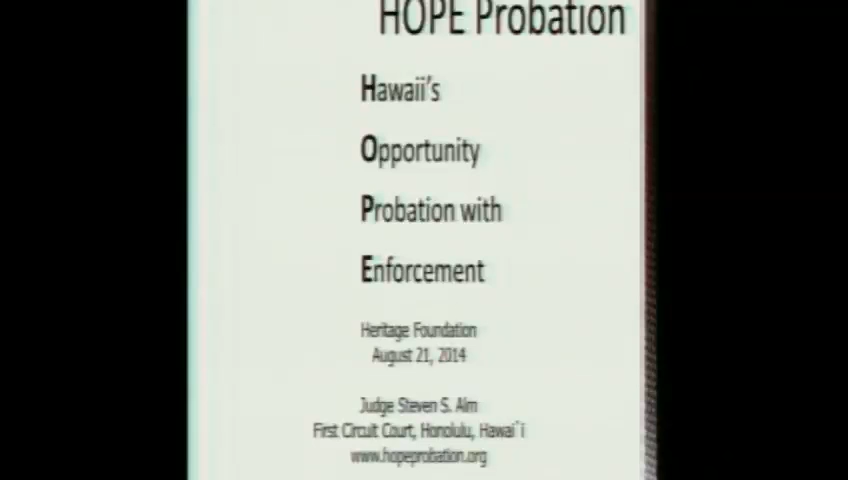 HOPE Probation
Hawaii's
Opportunity
Probation with
Enforcement
Heritage Foundation
August 21, 2014
Judge Steven S. Alm
First Circuit Court, Honolulu, Hawai`i
www.hopeprobation.org